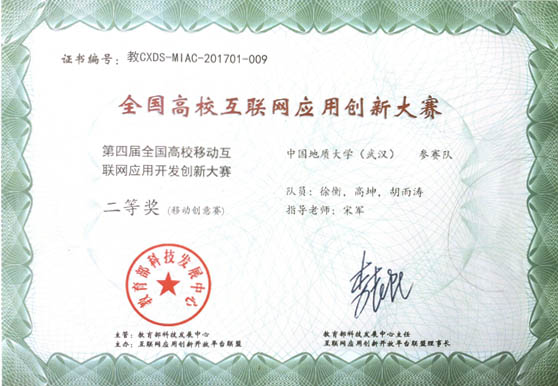 证书编号：教CXDS-MIAC-201701-009
全国高校互联网应用创新大赛
第四届全国高校移动互
联网应用开发创新大赛
二等奖 (移动创意赛)
中国地质大学（武汉） 参赛队
队员：徐衡，高坤，胡雨涛
指导老师：宋军
教育部科技发展中心
主管：教育部科技发展中心
主办：互联网应用创新开放平台联盟
教育部科技发展中心主任
互联网应用创新开放平台联盟理事长